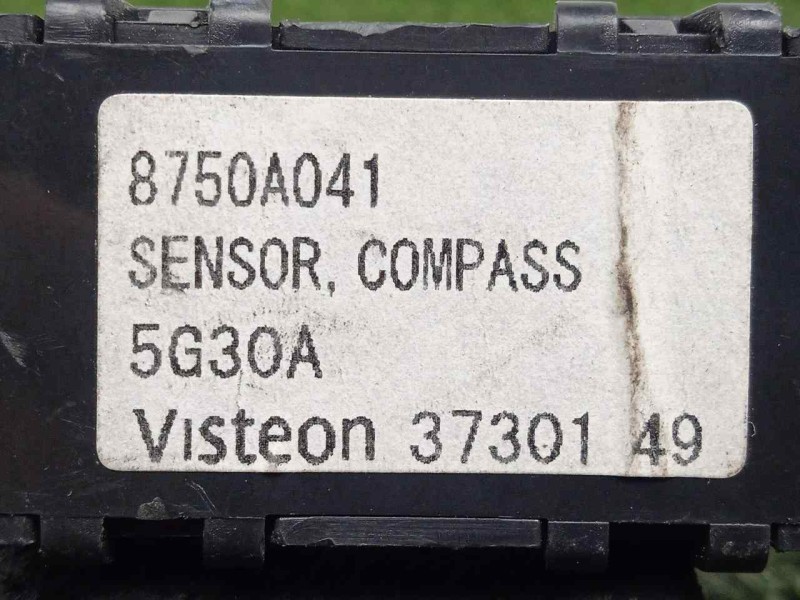 8750A041
SENSOR, COMPASS
5G30A
Visteon 37301 49